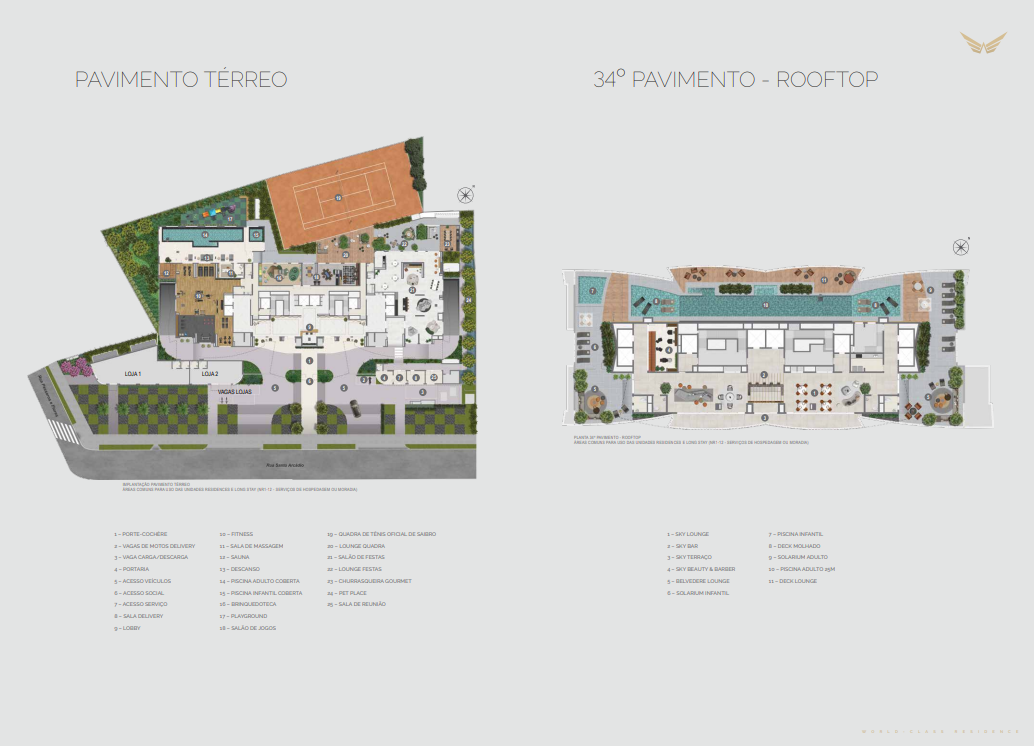 PAVIMENTO TÉRREO
34º PAVIMENTO - ROOFTOP
LOJA 1
LOJA 2
VAGAS LOJAS
Rua Santo Arcádio
IMPLANTAÇÃO PAVIMENTO TÉRREO
ÁREAS COMUNS PARA USO DAS UNIDADES RESIDENCES E LONG STAY (NR1-12 - SERVIÇOS DE HOSPEDAGEM OU MORADIA)
PLANTA 34º PAVIMENTO - ROOFTOP
ÁREAS COMUNS PARA USO DAS UNIDADES RESIDENCES E LONG STAY (NR1-12 - SERVIÇOS DE HOSPEDAGEM OU MORADIA)
1 – PORTE-COCHÈRE
2 – VAGAS DE MOTOS DELIVERY
3 – VAGA CARGA/DESCARGA
4 – PORTARIA
5 – ACESSO VEÍCULOS
6 – ACESSO SOCIAL
7 – ACESSO SERVIÇO
8 – SALA DELIVERY
9 – LOBBY
10 – FITNESS
11 – SALA DE MASSAGEM
12 – SAUNA
13 – DESCANSO
14 – PISCINA ADULTO COBERTA
15 – PISCINA INFANTIL COBERTA
16 – BRINQUEDOTECA
17 – PLAYGROUND
18 – SALÃO DE JOGOS
19 – QUADRA DE TÊNIS OFICIAL DE SAIBRO
20 – LOUNGE QUADRA
21 – SALÃO DE FESTAS
22 – LOUNGE FESTAS
23 – CHURRASQUEIRA GOURMET
24 – PET PLACE
25 – SALA DE REUNIÃO
1 – SKY LOUNGE
2 – SKY BAR
3 – SKY TERRAÇO
4 – SKY BEAUTY & BARBER
5 – BELVEDERE LOUNGE
6 – SOLARIUM INFANTIL
7 – PISCINA INFANTIL
8 – DECK MOLHADO
9 – SOLARIUM ADULTO
10 – PISCINA ADULTO 25M
11 – DECK LOUNGE
WORLD-CLASS RESIDENCE